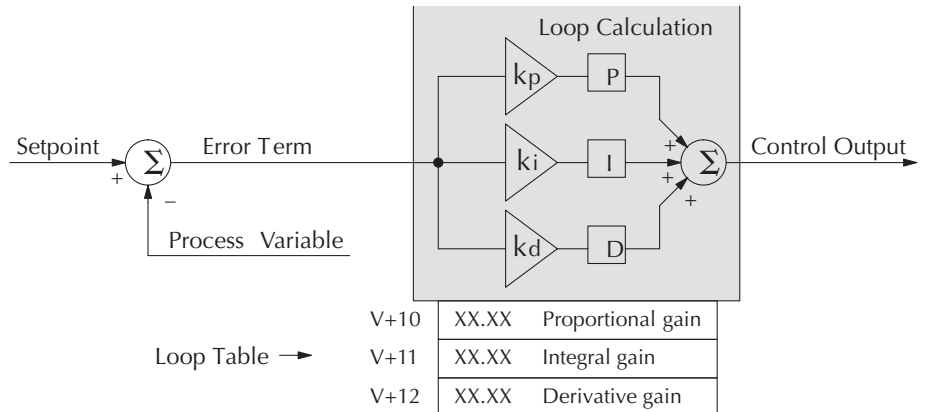 Loop Calculation
kp P
Setpoint Σ Error Term ki I Σ Control Output
+ − + + +
Process Variable
kd D
V+10 XX.XX Proportional gain
Loop Table V+11 XX.XX Integral gain
V+12 XX.XX Derivative gain